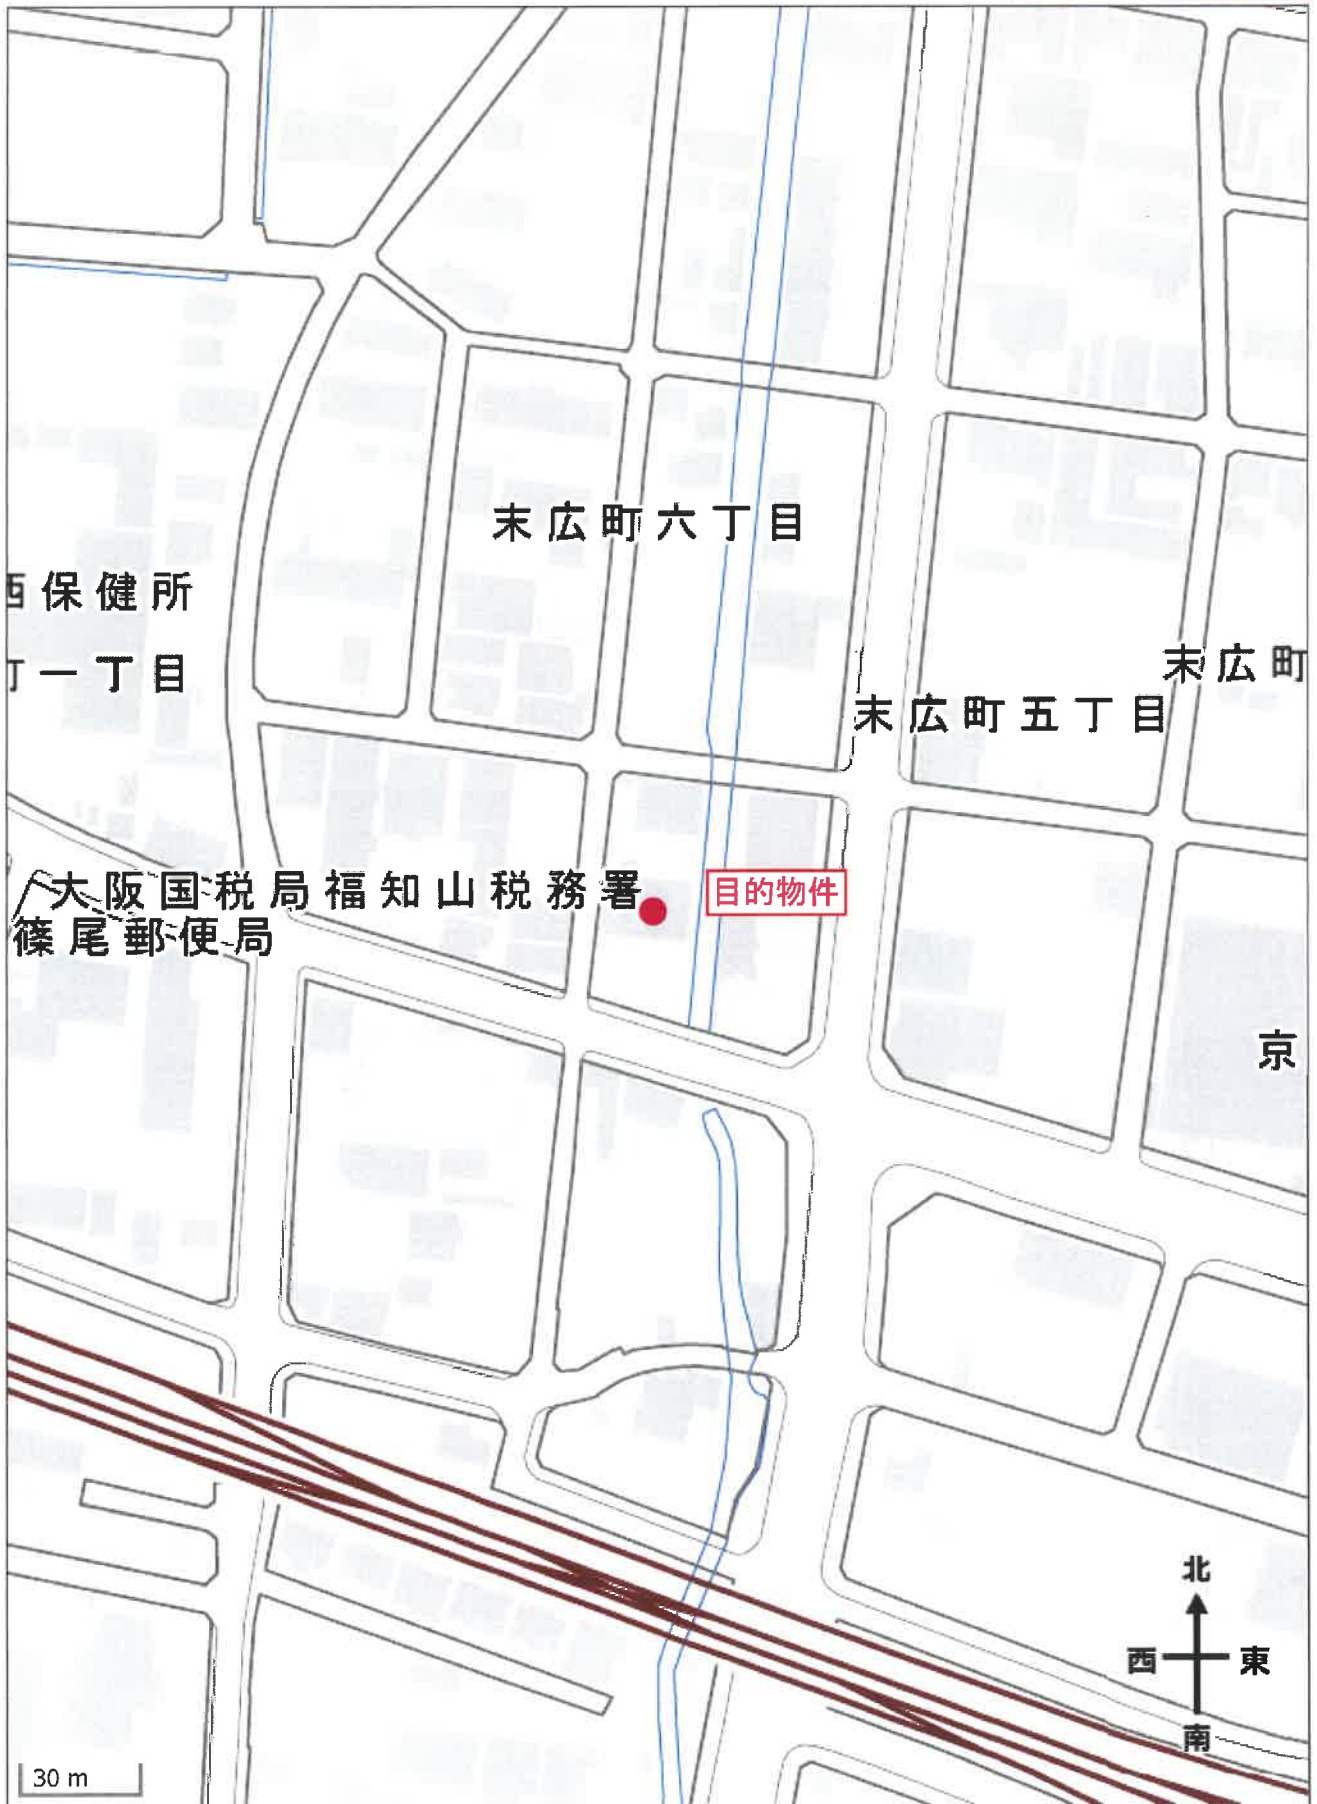 末広町六丁目
西保健所
丁一丁目
末広町
末広町五丁目
大阪国税局福知山税務署
目的物件
篠尾郵便局
京
北
西 東
南
30 m